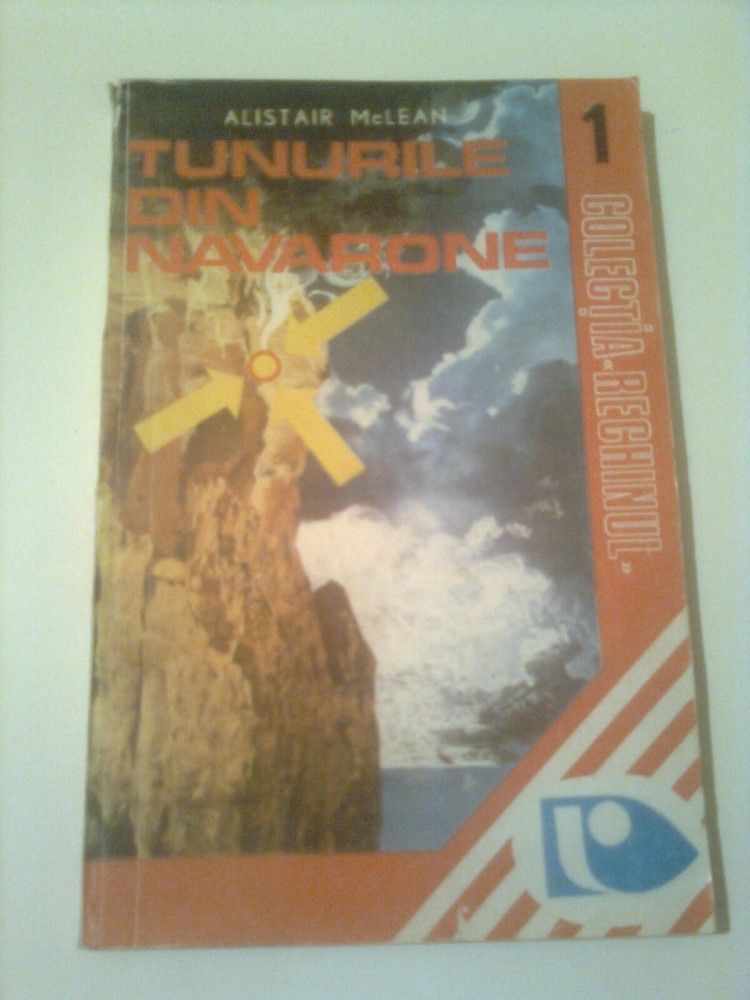 ALISTAIR McLEAN
TUNURILE
DIN
NAVARONE
1
COLECȚIA «RECHINUL»